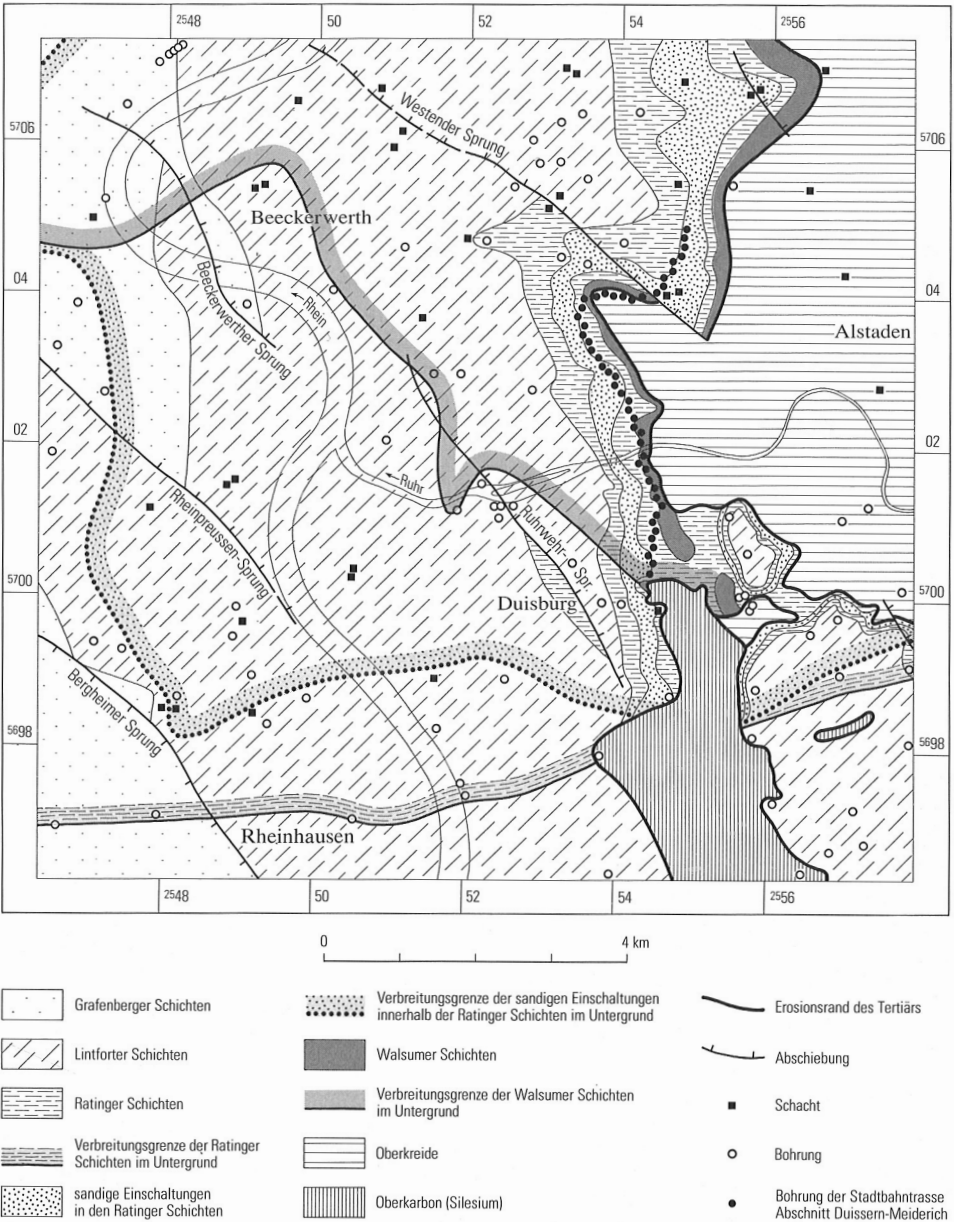 2548 50 52 54 2556
5706 5706
Westender Sprung
Beeckerwerth
04 04
Beeckerwerther Sprung
Rhein
Alstaden
02 02
Ruhr
Rheinpreussen-Sprung
Ruhrwehr- Spr
5700 5700
Duisburg
Bergheimer Sprung
5698 5698
Rheinhausen
2548 50 52 54 2556
0 4 km
Grafenberger Schichten
Lintforter Schichten
Ratinger Schichten
Verbreitungsgrenze der Ratinger
Schichten im Untergrund
sandige Einschaltungen
in den Ratinger Schichten
Verbreitungsgrenze der sandigen Einschaltungen
innerhalb der Ratinger Schichten im Untergrund
Walsumer Schichten
Verbreitungsgrenze der Walsumer Schichten
im Untergrund
Oberkreide
Oberkarbon (Silesium)
Erosionsrand des Tertiärs
Abschiebung
Schacht
Bohrung
Bohrung der Stadtbahntrasse
Abschnitt Duissern-Meiderich